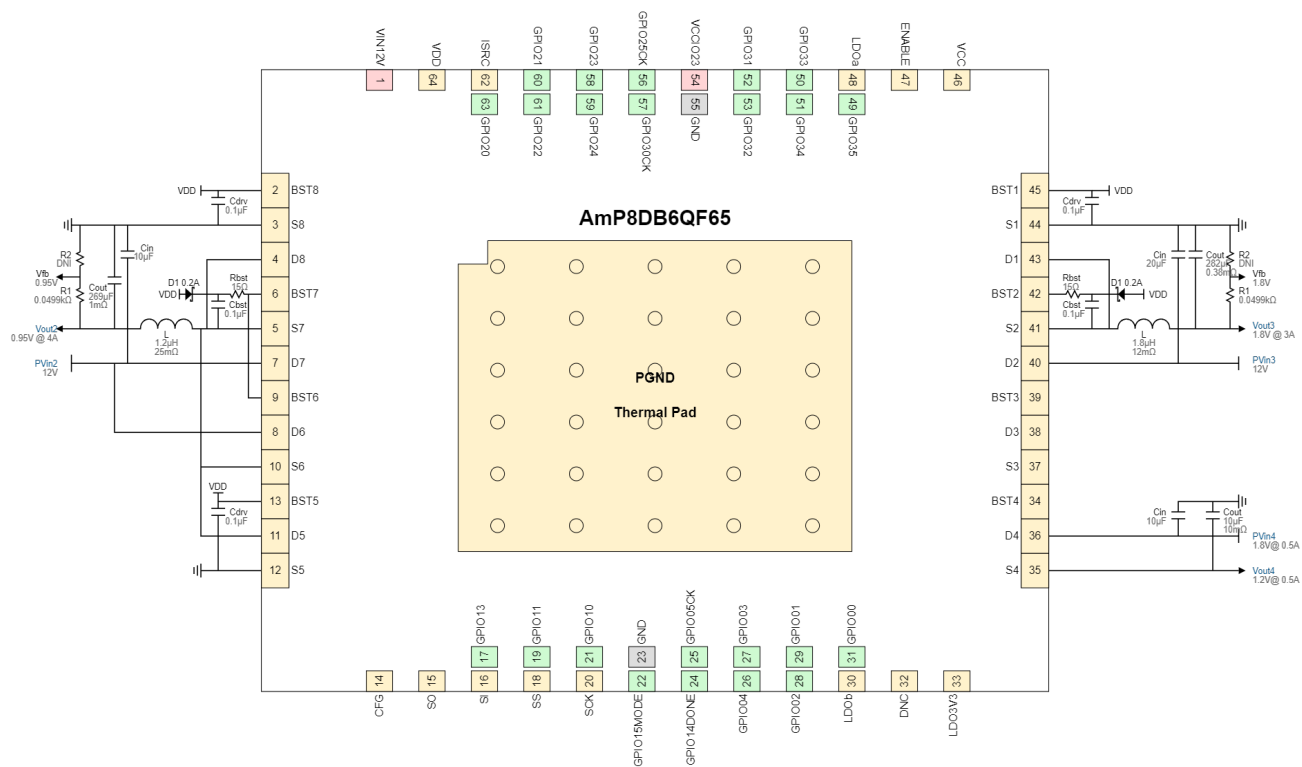 VIN12V
VDD
ISRC
GPIO21
GPIO23
GPIO25CK
VCCIO23
GPIO31
GPIO33
LDOa
ENABLE
VCC
1
64
62
60
58
56
54
52
50
48
47
46
63
61
59
57
55
53
51
49
GPIO20
GPIO22
GPIO24
GPIO30CK
GND
GPIO32
GPIO34
GPIO35
AmP8DB6QF65
PGND
Thermal Pad
VDD
Cdrv
0.1µF
2 BST8
3 S8
4 D8
6 BST7
5 S7
7 D7
9 BST6
8 D6
10 S6
13 BST5
11 D5
12 S5
R2
DNI
Cin
10µF
Vfb
0.95V
R1
0.0499kΩ
Cout
269µF
1mΩ
D1 0.2A
VDD
Rbst
15Ω
Cbst
0.1µF
Vout2
0.95V @ 4A
L
1.2µH
25mΩ
PVin2
12V
VDD
Cdrv
0.1µF
BST1 45
S1 44
D1 43
BST2 42
S2 41
D2 40
BST3 39
D3 38
S3 37
BST4 34
D4 36
S4 35
Cdrv
0.1µF
VDD
Cin
20µF
Cout
282µF
0.38mΩ
R2
DNI
Vfb
1.8V
R1
0.0499kΩ
Rbst
15Ω
D1 0.2A
VDD
Cbst
0.1µF
L
1.8µH
12mΩ
Vout3
1.8V @ 3A
PVin3
12V
Cin
10µF
Cout
10µF
10mΩ
PVin4
1.8V@ 0.5A
Vout4
1.2V @ 0.5A
GPIO13
GPIO11
GPIO10
GND
GPIO05CK
GPIO03
GPIO01
GPIO00
17
19
21
23
25
27
29
31
14
15
16
18
20
22
24
26
28
30
32
33
CFG
SO
SI
SS
SCK
GPIO15MODE
GPIO14DONE
GPIO04
GPIO02
LDOb
DNC
LDO3V3